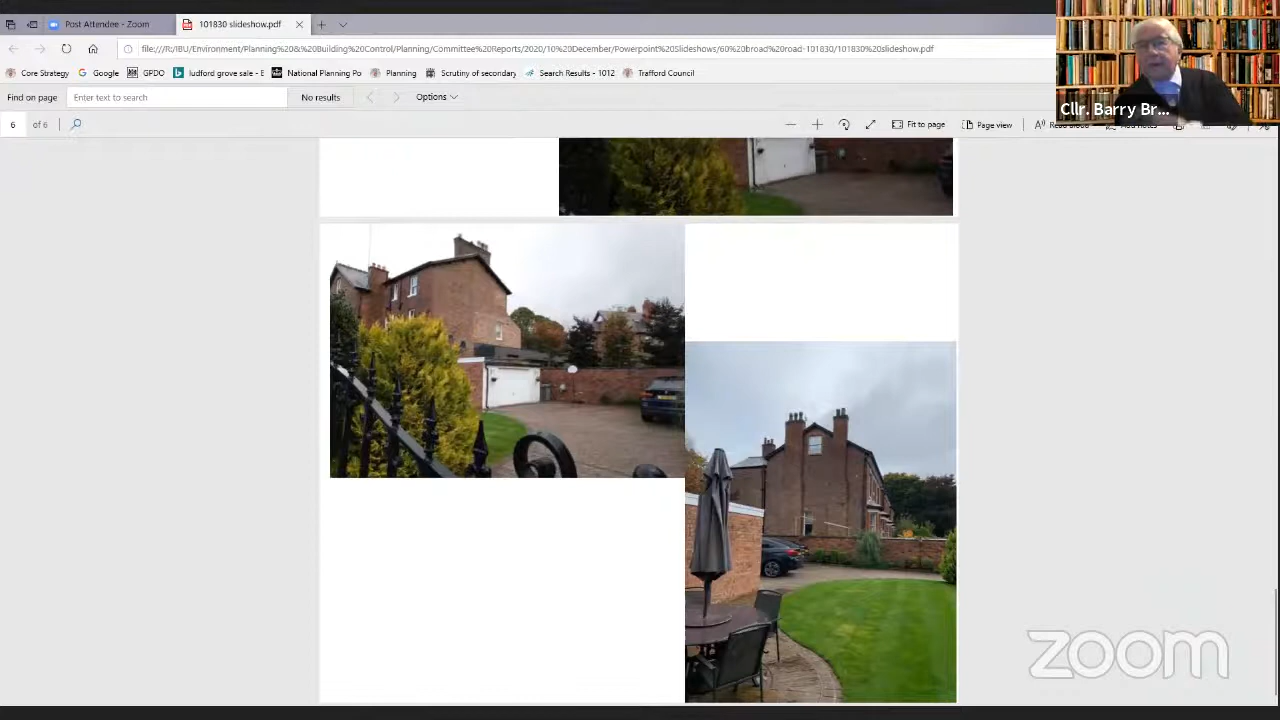 Post Attendee - Zoom
101830 slideshow.pdf
file:///R:/IBU/Environment/Planning%20&%20Building%20Control/Planning/Committee%20Reports/2020/10%20December/Powerpoint%20Slideshows/60%20broad%20road-101830/101830%20slideshow.pdf
Core Strategy
Google
GPDO
ludford grove sale - E
National Planning Po
Planning
Scrutiny of secondary
Search Results - 1012
Trafford Council
Find on page
Enter text to search
No results
Options
Cllr. Barry Br...
6 of 6
Fit to page
Page view
zoom